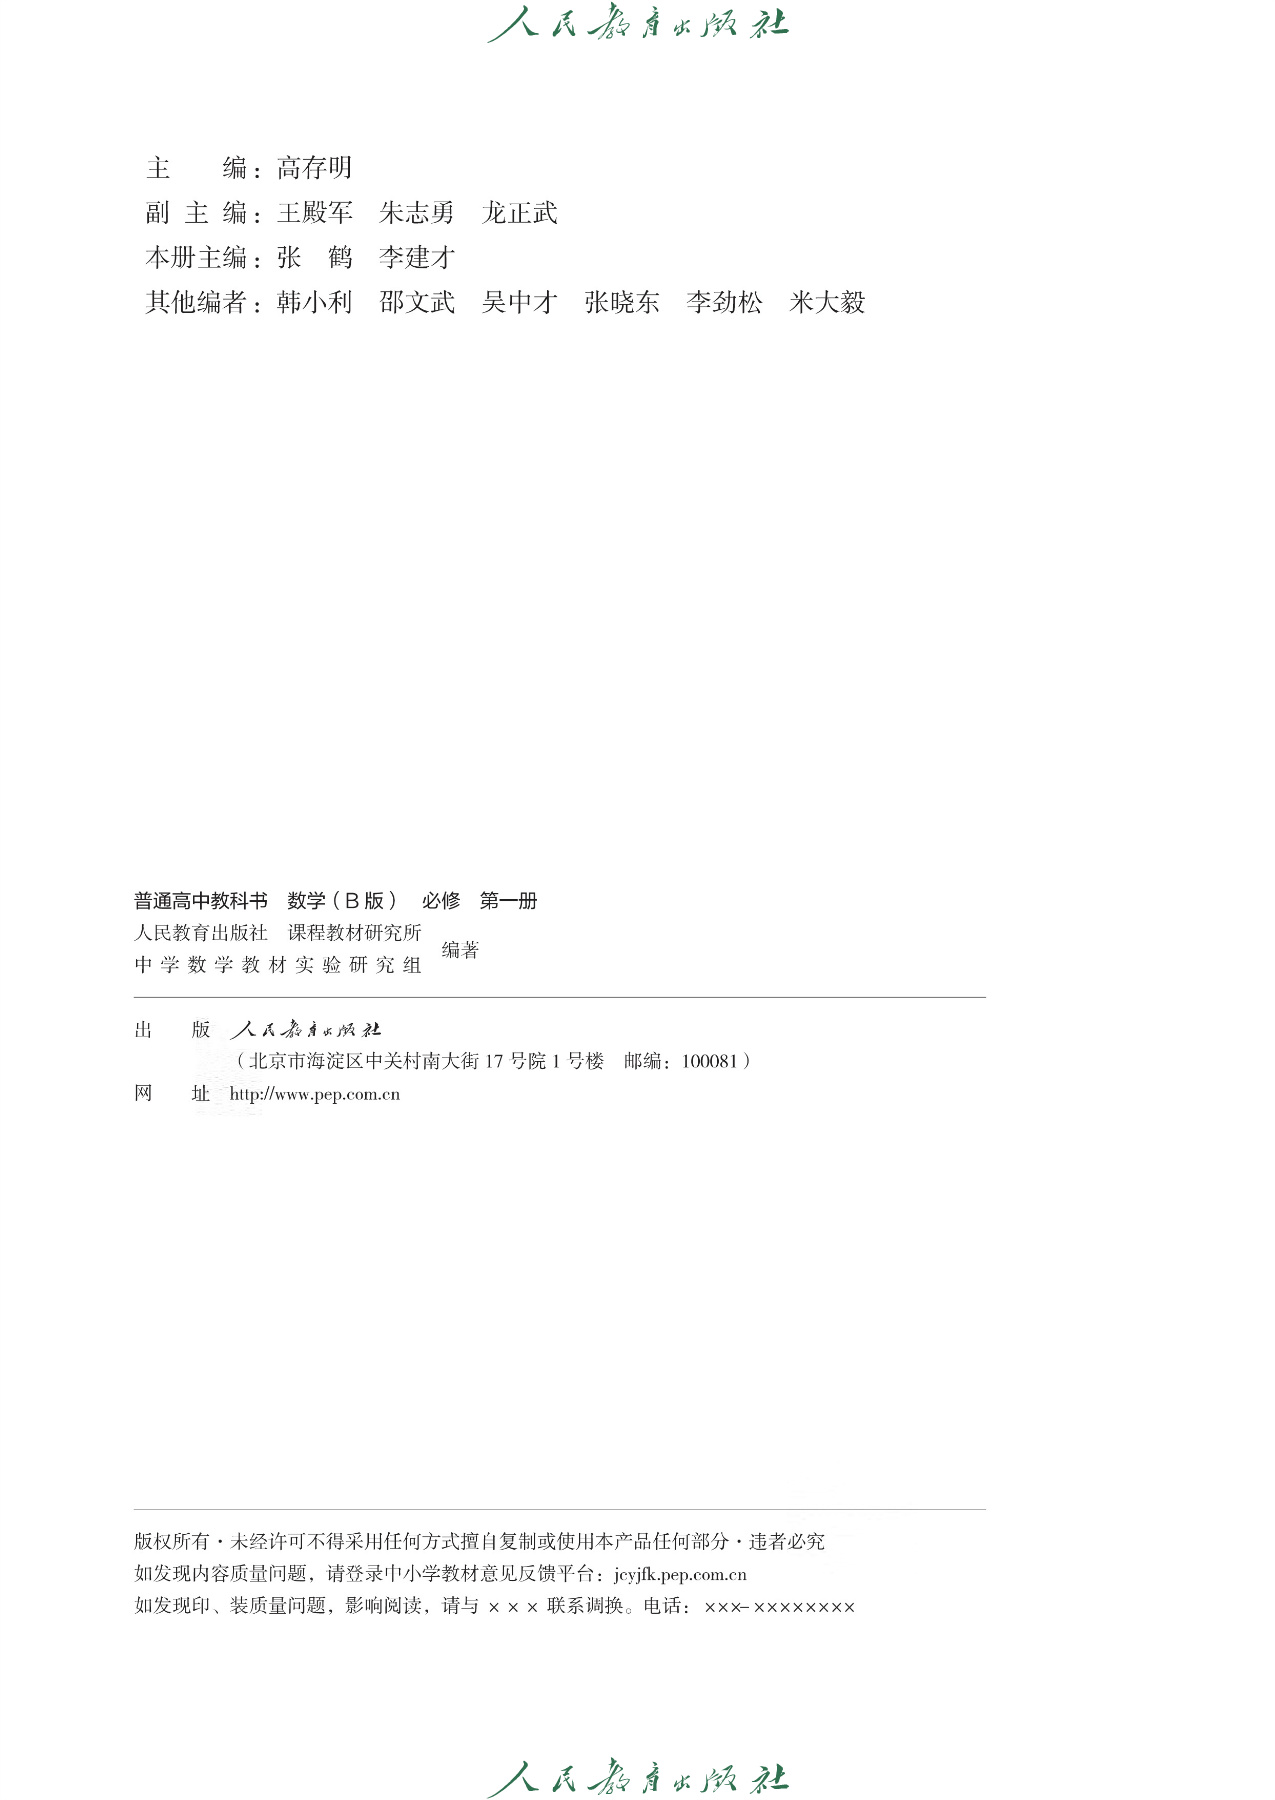 人民教育出版社
主　　编：高存明
副 主 编：王殿军　朱志勇　龙正武
本册主编：张　鹤　李建才
其他编者：韩小利　邵文武　吴中才　张晓东　李劲松　米大毅
普通高中教科书　数学（B版）　必修　第一册
人民教育出版社　课程教材研究所
中学数学教材实验研究组
编著
出　　版　人民教育出版社
（北京市海淀区中关村南大街17号院1号楼　邮编：100081）
网　　址　http://www.pep.com.cn
版权所有·未经许可不得采用任何方式擅自复制或使用本产品任何部分·违者必究
如发现内容质量问题，请登录中小学教材意见反馈平台：jcyjfk.pep.com.cn
如发现印、装质量问题，影响阅读，请与×××联系调换。电话：×××–××××××××
人民教育出版社